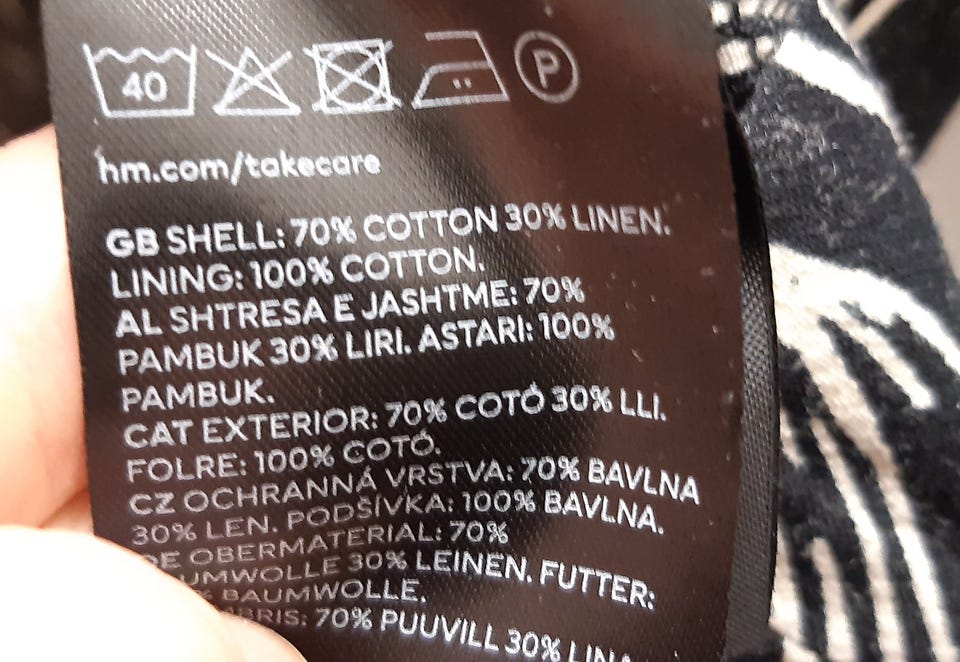 40
P
hm.com/takecare
GB SHELL: 70% COTTON 30% LINEN.
LINING: 100% COTTON.
AL SHTRESA E JASHTME: 70%
PAMBUK 30% LIRI. ASTARI: 100%
PAMBUK.
CAT EXTERIOR: 70% COTÓ 30% LLI.
FOLRE: 100% COTÓ.
CZ OCHRANNÁ VRSTVA: 70% BAVLNA
30% LEN. PODŠÍVKA: 100% BAVLNA.
OBERMATERIAL: 70%
30% LEINEN. FUTTER:
BAUMWOLLE.
70% PUUVILL 30% LINA